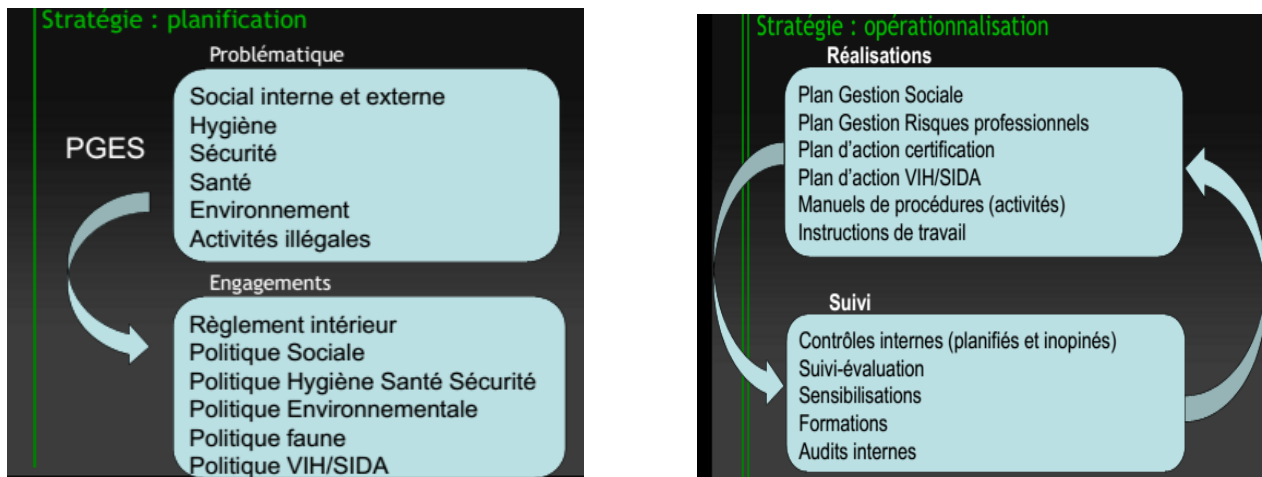 Stratégie : planification
Problématique
Social interne et externe
Hygiène
Sécurité
Santé
Environnement
Activités illégales
PGES
Engagements
Règlement intérieur
Politique Sociale
Politique Hygiène Santé Sécurité
Politique Environnementale
Politique faune
Politique VIH/SIDA
Stratégie : opérationnalisation
Réalisations
Plan Gestion Sociale
Plan Gestion Risques professionnels
Plan d'action certification
Plan d'action VIH/SIDA
Manuels de procédures (activités)
Instructions de travail
Suivi
Contrôles internes (planifiés et inopinés)
Suivi-évaluation
Sensibilisations
Formations
Audits internes